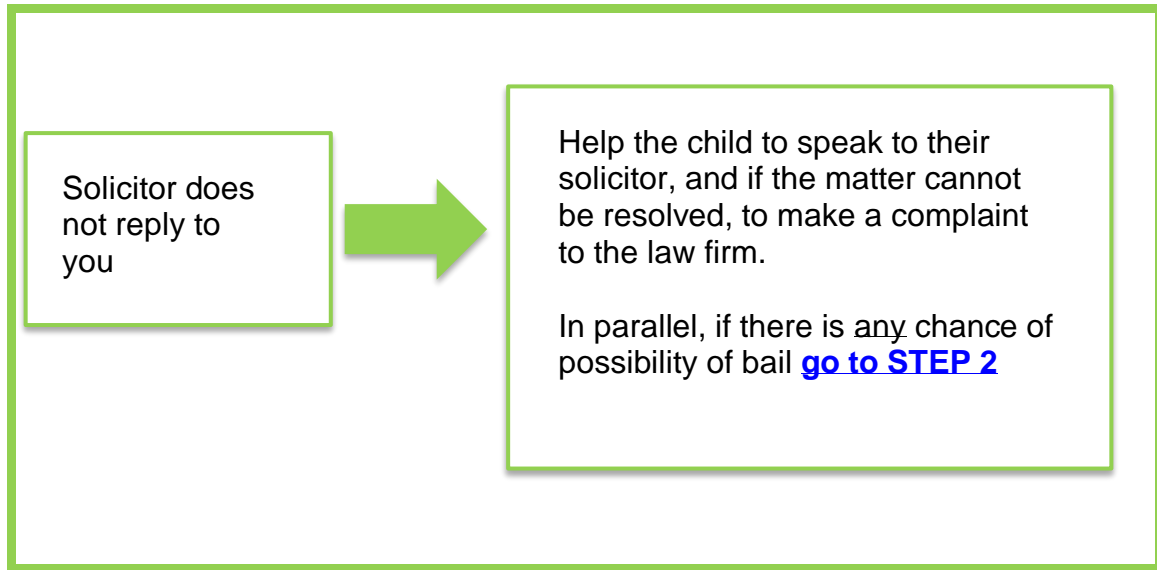 Solicitor does
not reply to
you
Help the child to speak to their
solicitor, and if the matter cannot
be resolved, to make a complaint
to the law firm.
In parallel, if there is any chance of
possibility of bail go to STEP 2